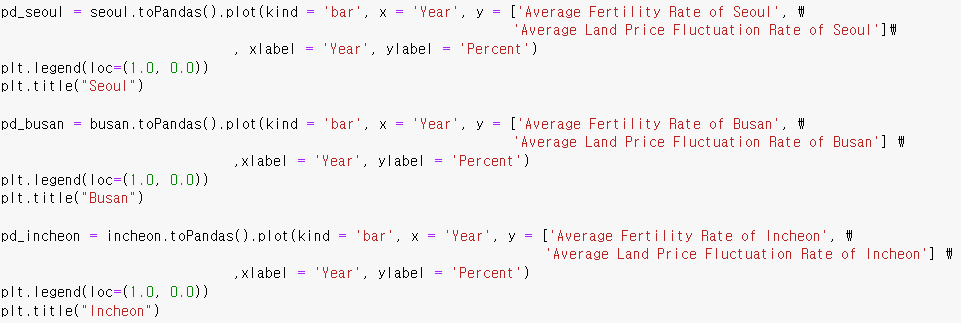 pd_seoul = seoul.toPandas().plot(kind = 'bar', x = 'Year', y = ['Average Fertility Rate of Seoul', ₩
'Average Land Price Fluctuation Rate of Seoul']₩
, xlabel = 'Year', ylabel = 'Percent')
plt.legend(loc=(1.0, 0.0))
plt.title("Seoul")
pd_busan = busan.toPandas().plot(kind = 'bar', x = 'Year', y = ['Average Fertility Rate of Busan', ₩
'Average Land Price Fluctuation Rate of Busan'] ₩
,xlabel = 'Year', ylabel = 'Percent')
plt.legend(loc=(1.0, 0.0))
plt.title("Busan")
pd_incheon = incheon.toPandas().plot(kind = 'bar', x = 'Year', y = ['Average Fertility Rate of Incheon', ₩
'Average Land Price Fluctuation Rate of Incheon'] ₩
,xlabel = 'Year', ylabel = 'Percent')
plt.legend(loc=(1.0, 0.0))
plt.title("Incheon")